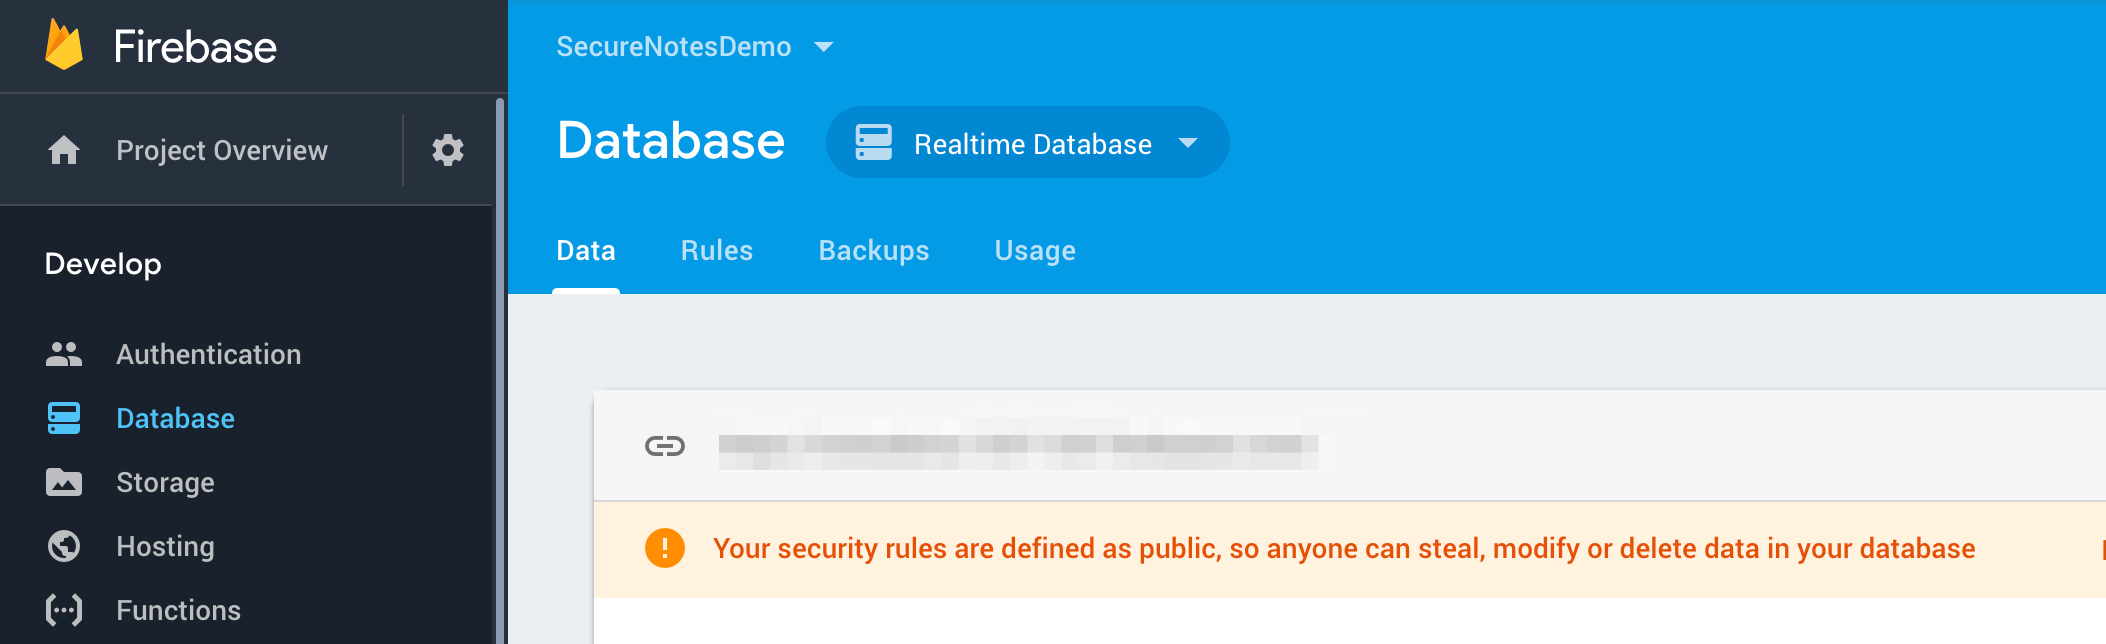 Firebase
Project Overview
Develop
Authentication
Database
Storage
Hosting
Functions
SecureNotesDemo
Database
Realtime Database
Data Rules Backups Usage
Your security rules are defined as public, so anyone can steal, modify or delete data in your database